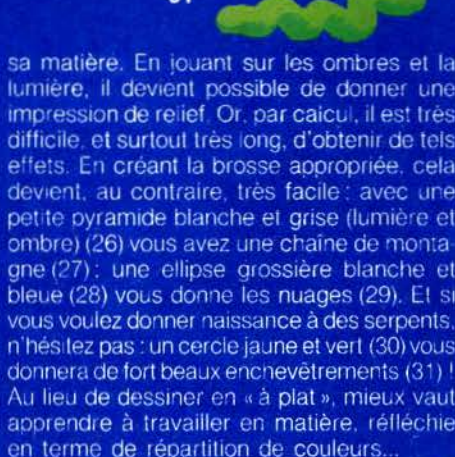 sa matière. En jouant sur les ombres et la
lumière, il devient possible de donner une
impression de relief. Or, par calcul, il est très
difficile, et surtout très long, d'obtenir de tels
effets. En créant la brosse appropriée, cela
devient, au contraire, très facile : avec une
petite pyramide blanche et grise (lumière et
ombre) (26) vous avez une chaîne de monta-
gne (27) ; une ellipse grossière blanche et
bleue (28) vous donne les nuages (29). Et si
vous voulez donner naissance à des serpents,
n'hésitez pas : un cercle jaune et vert (30) vous
donnera de fort beaux enchevêtrements (31) !
Au lieu de dessiner en « à plat », mieux vaut
apprendre à travailler en matière, réfléchie
en terme de répartition de couleurs...